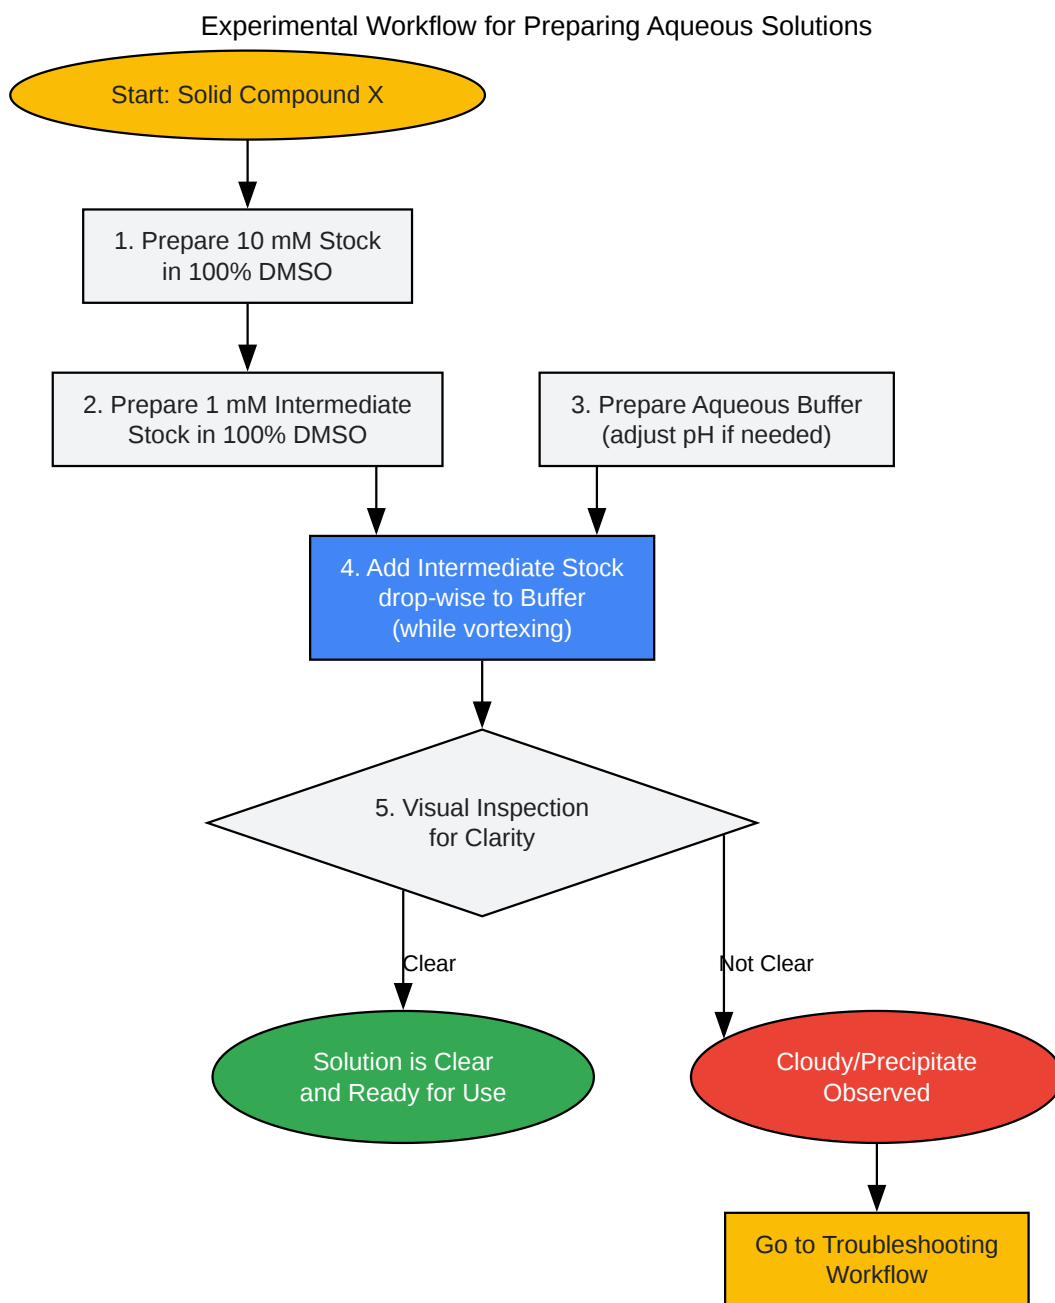 Experimental Workflow for Preparing Aqueous Solutions
Start: Solid Compound X
1. Prepare 10 mM Stock
in 100% DMSO
2. Prepare 1 mM Intermediate
Stock in 100% DMSO
3. Prepare Aqueous Buffer
(adjust pH if needed)
4. Add Intermediate Stock
drop-wise to Buffer
(while vortexing)
5. Visual Inspection
for Clarity
Clear
Not Clear
Solution is Clear
and Ready for Use
Cloudy/Precipitate
Observed
Go to Troubleshooting
Workflow